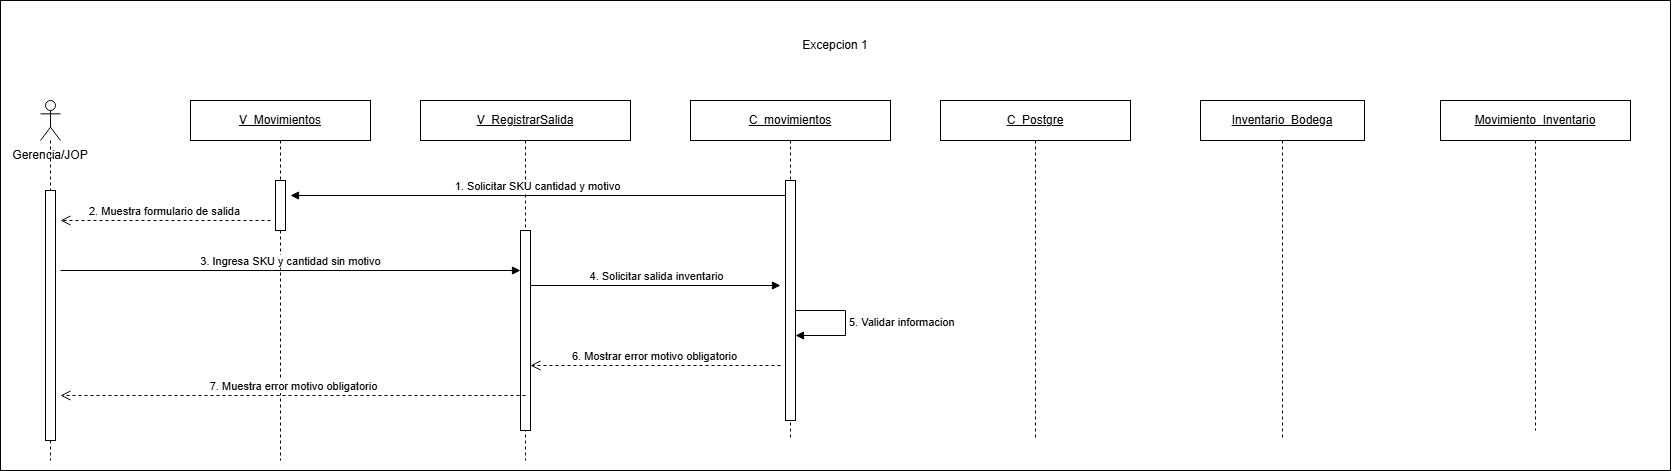 Excepcion 1
Gerencia/JOP
V_Movimientos
V_RegistrarSalida
C_movimientos
C_Postgre
Inventario_Bodega
Movimiento_Inventario
1. Solicitar SKU cantidad y motivo
2. Muestra formulario de salida
3. Ingresa SKU y cantidad sin motivo
4. Solicitar salida inventario
5. Validar informacion
6. Mostrar error motivo obligatorio
7. Muestra error motivo obligatorio